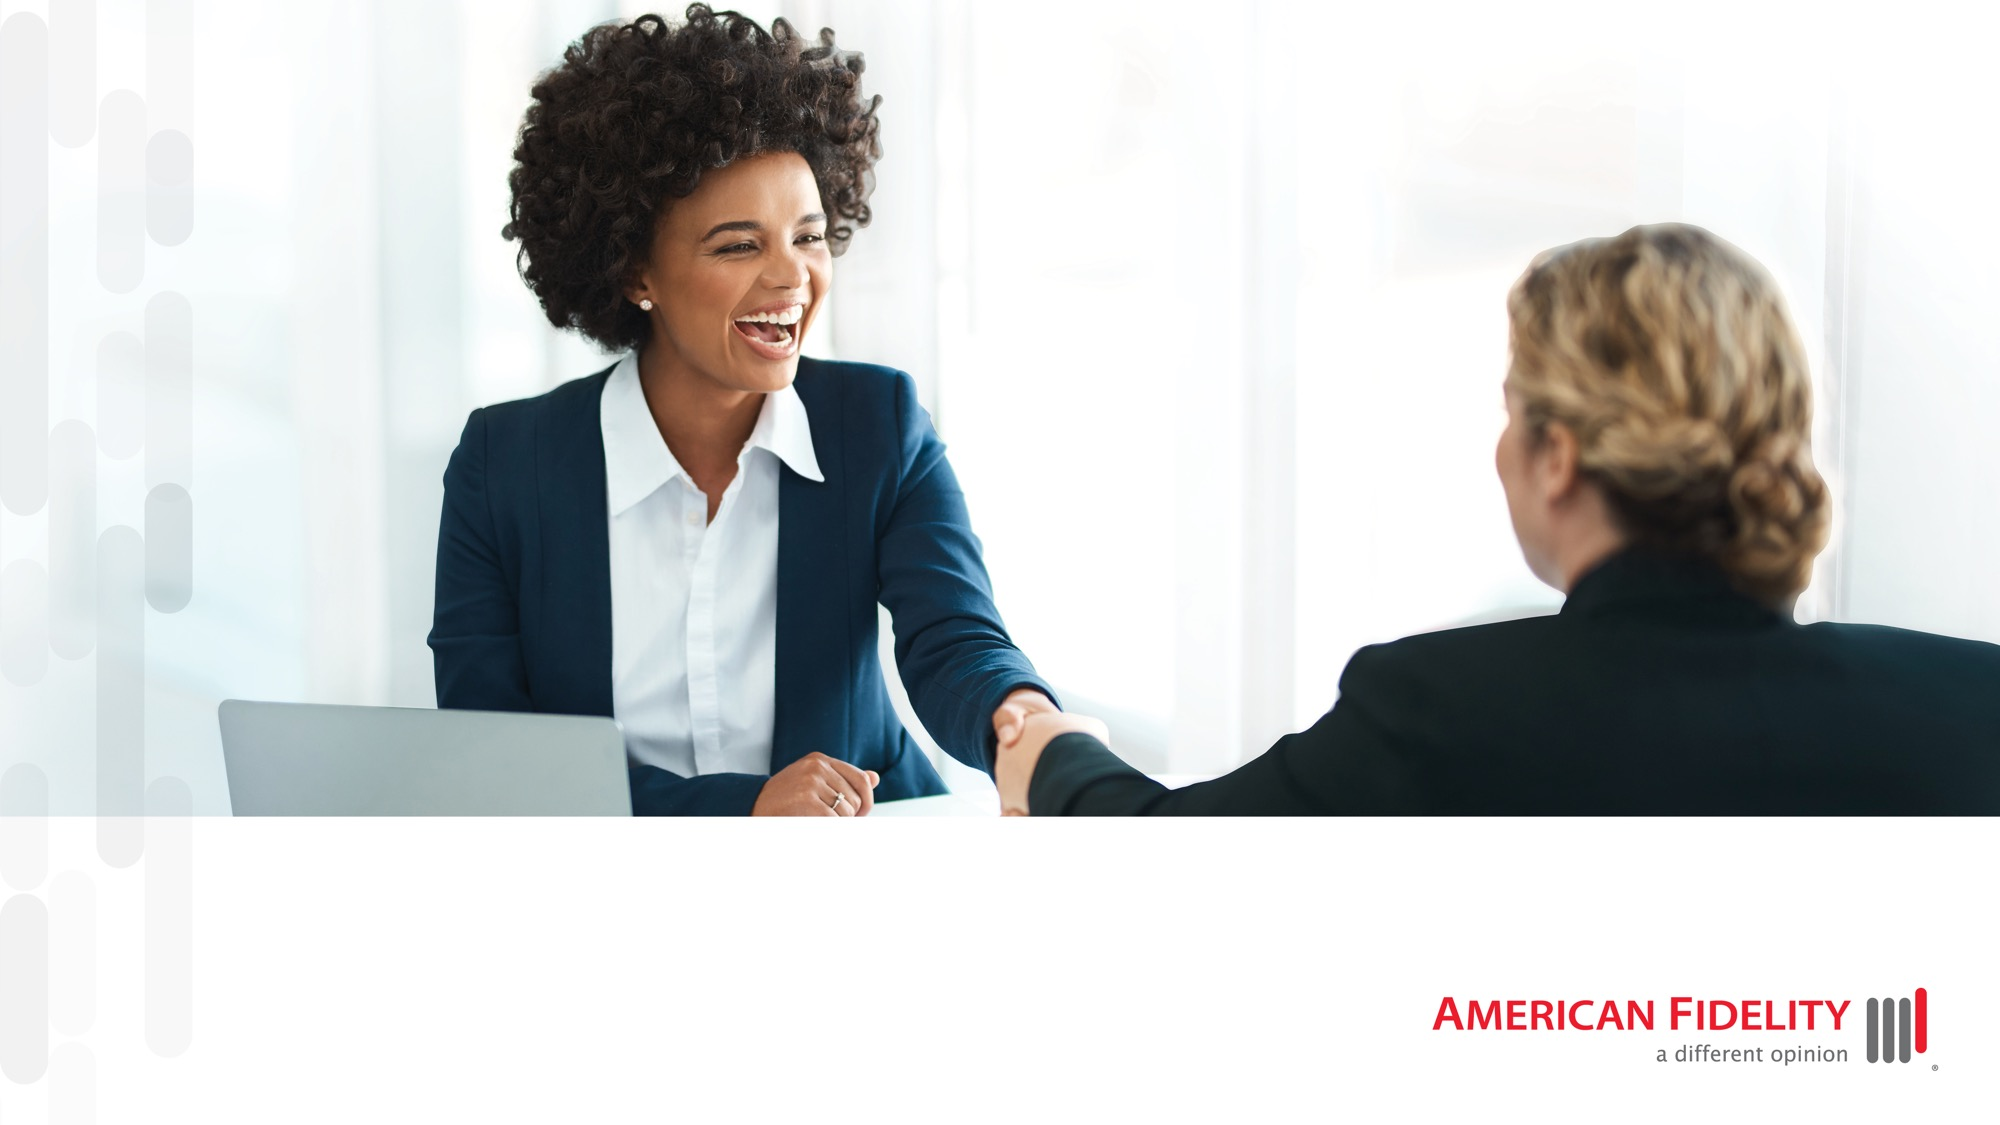 AMERICAN FIDELITY
a different opinion
®